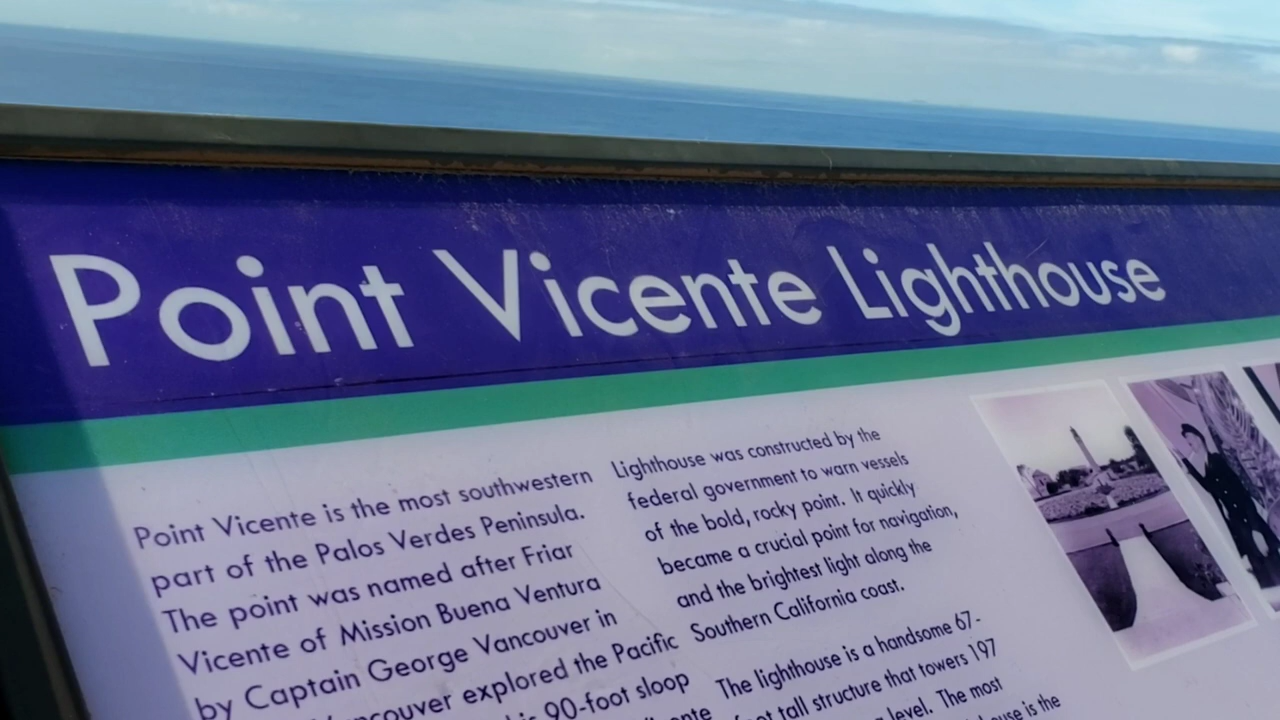 Point Vicente Lighthouse
Point Vicente is the most southwestern
part of the Palos Verdes Peninsula.
The point was named after Friar
Vicente of Mission Buena Ventura
by Captain George Vancouver in
Vancouver explored the Pacific
90-foot sloop
Lighthouse was constructed by the
federal government to warn vessels
of the bold, rocky point. It quickly
became a crucial point for navigation,
and the brightest light along the
Southern California coast.
The lighthouse is a handsome 67-
foot tall structure that towers 197
level. The most
is the